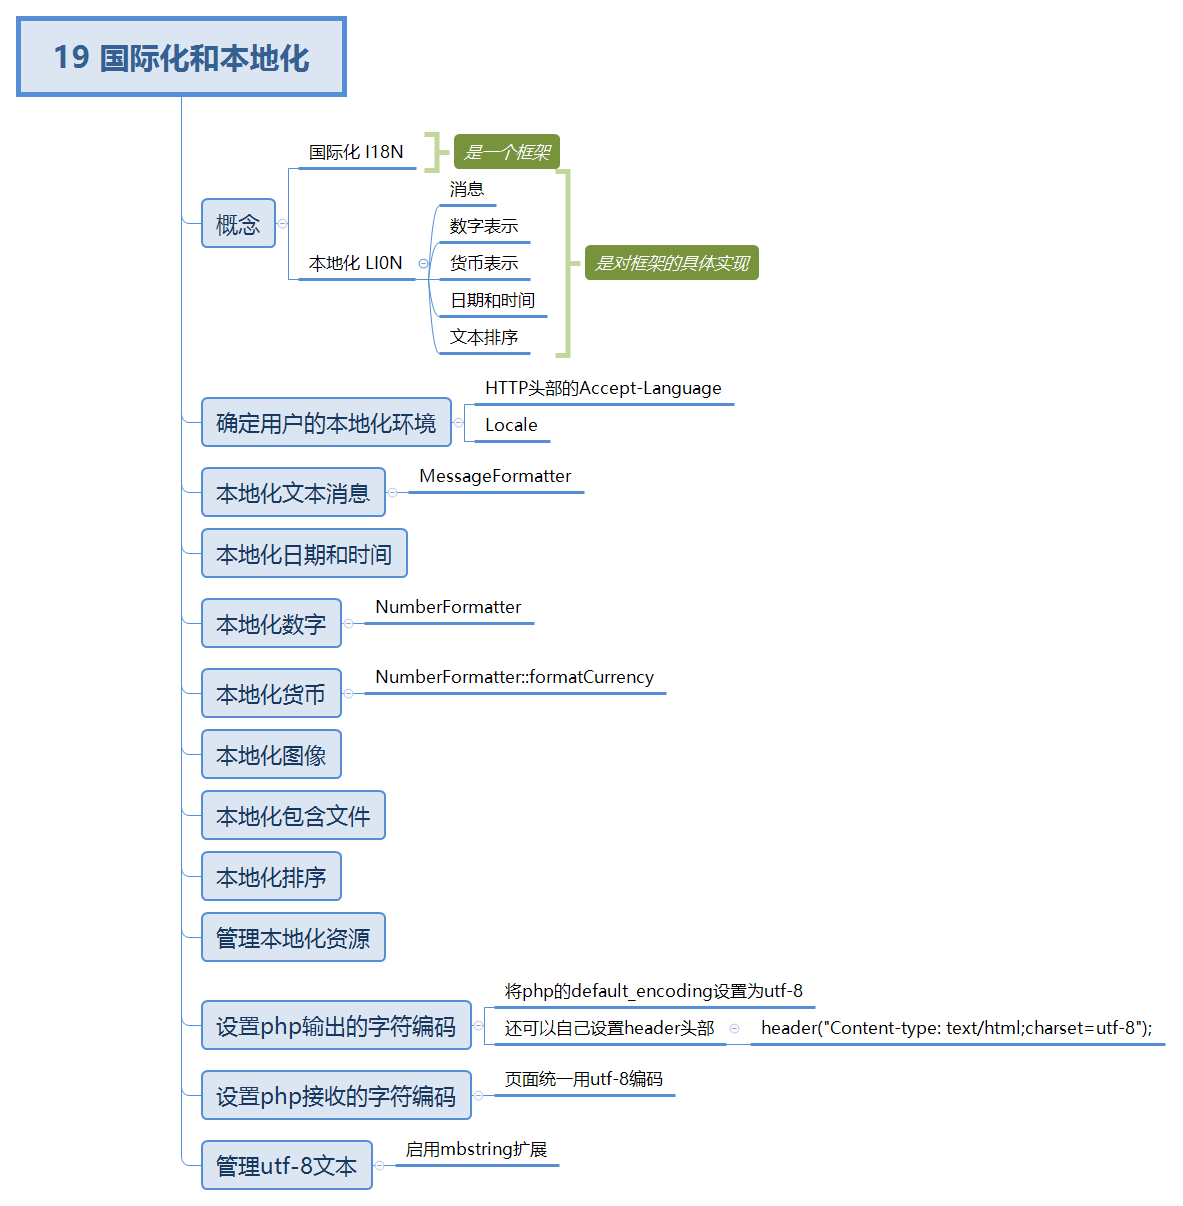 19 国际化和本地化
概念
国际化 I18N
是一个框架
本地化 LI0N
消息
数字表示
货币表示
日期和时间
文本排序
是对框架的具体实现
确定用户的本地化环境
HTTP头部的Accept-Language
Locale
本地化文本消息
MessageFormatter
本地化日期和时间
本地化数字
NumberFormatter
本地化货币
NumberFormatter::formatCurrency
本地化图像
本地化包含文件
本地化排序
管理本地化资源
设置php输出的字符编码
将php的default_encoding设置为utf-8
还可以自己设置header头部
header("Content-type: text/html;charset=utf-8");
设置php接收的字符编码
页面统一用utf-8编码
管理utf-8文本
启用mbstring扩展